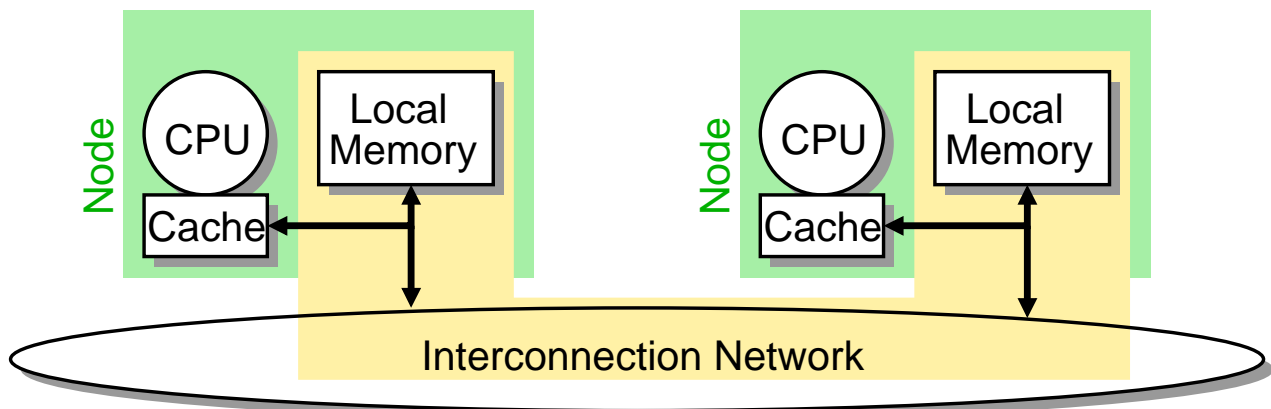 Node
CPU
Cache
Local
Memory
Node
CPU
Cache
Local
Memory
Interconnection Network